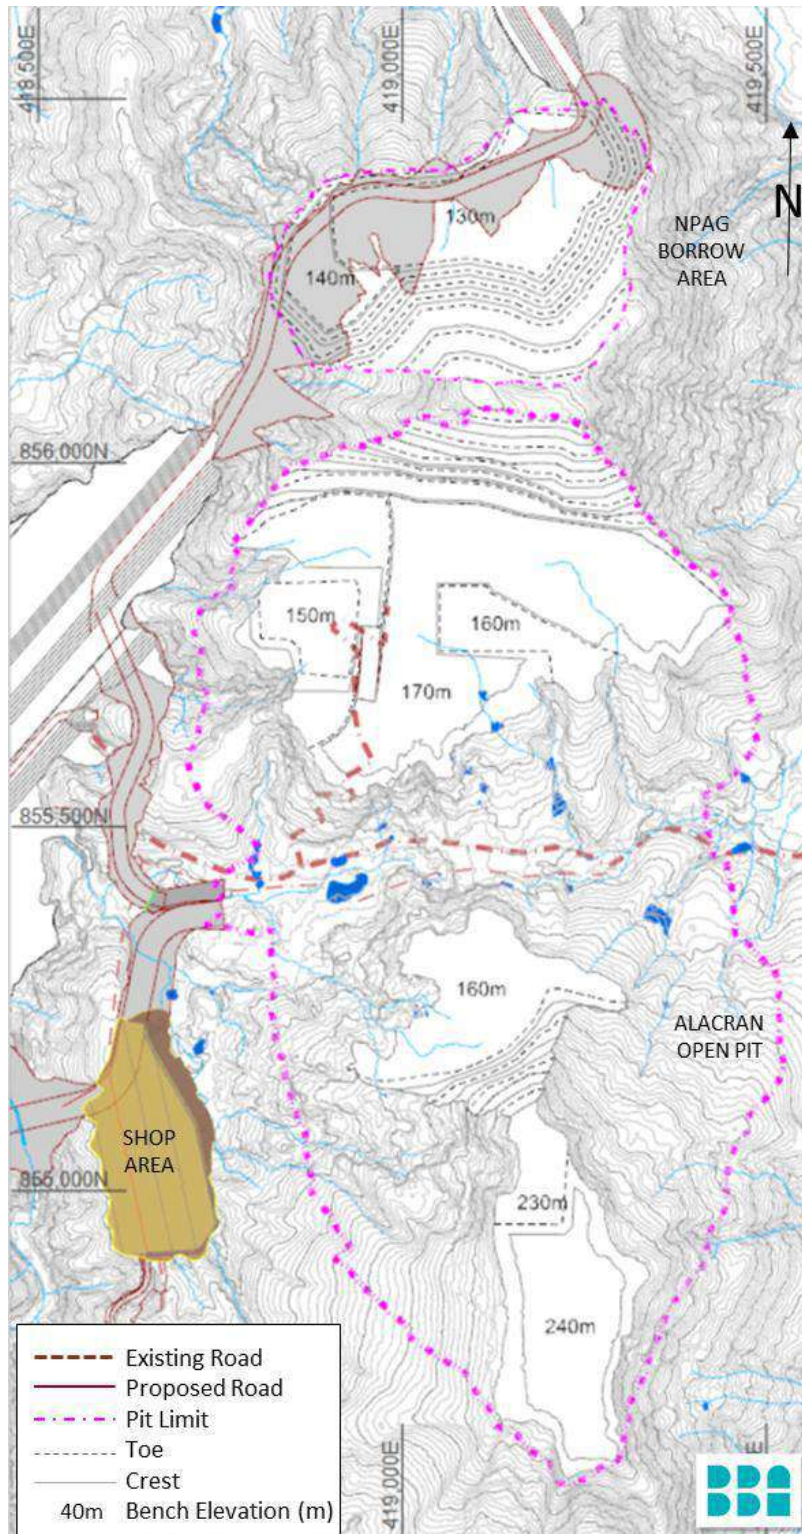 418,500E
419,000E
419,500E
N
NPAG
BORROW
AREA
130m
140m
856,000N
150m
160m
170m
855,500N
160m
ALACRAN
OPEN PIT
SHOP
AREA
855,000N
230m
240m
Existing Road
Proposed Road
Pit Limit
Toe
Crest
40m Bench Elevation (m)
419,000E
BBA